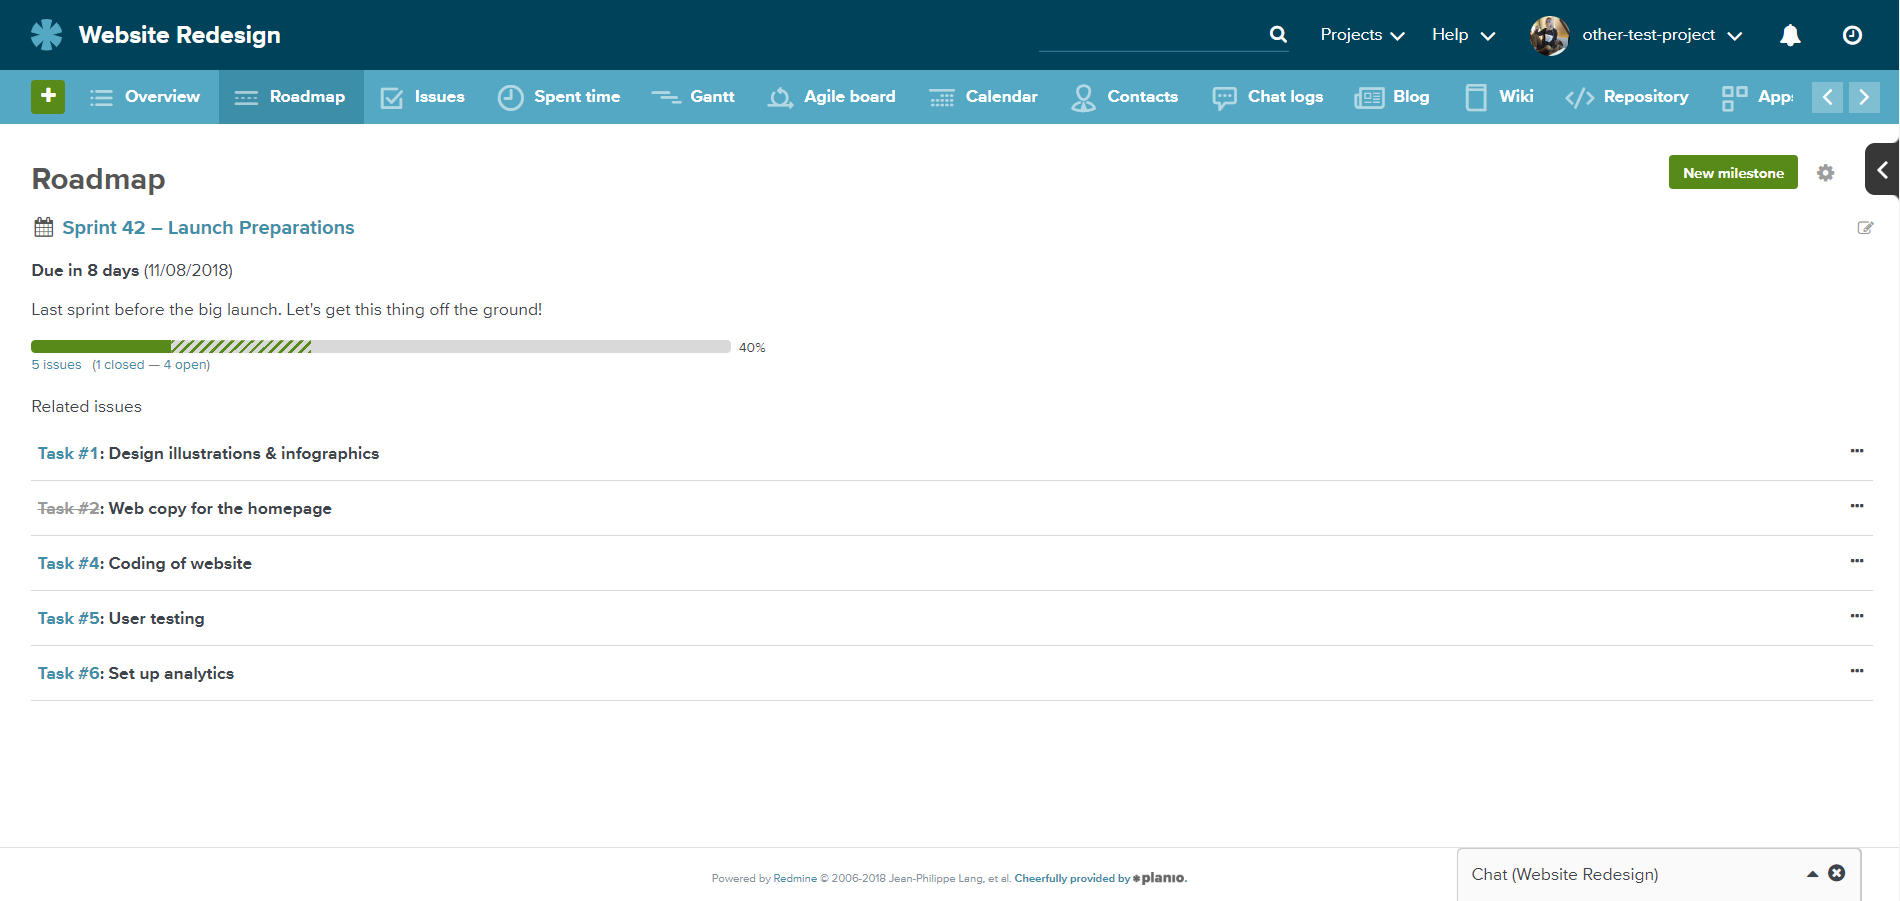 Website Redesign
Projects Help other-test-project
+ Overview Roadmap Issues Spent time Gantt Agile board Calendar Contacts Chat logs Blog Wiki Repository Apps
Roadmap
New milestone
Sprint 42 – Launch Preparations
Due in 8 days (11/08/2018)
Last sprint before the big launch. Let's get this thing off the ground!
40%
5 issues (1 closed — 4 open)
Related issues
Task #1: Design illustrations & infographics
Task #2: Web copy for the homepage
Task #4: Coding of website
Task #5: User testing
Task #6: Set up analytics
Powered by Redmine © 2006-2018 Jean-Philippe Lang, et al. Cheerfully provided by planio.
Chat (Website Redesign)